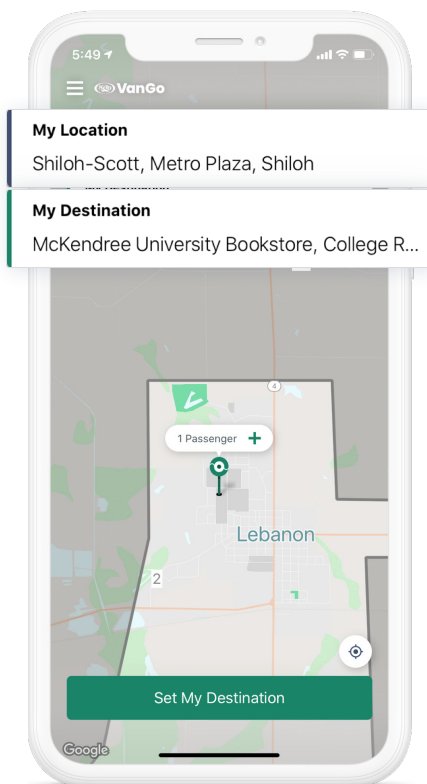 5:49
VanGo
My Location
Shiloh-Scott, Metro Plaza, Shiloh
My Destination
McKendree University Bookstore, College R...
4
1 Passenger +
Lebanon
2
Set My Destination
Google